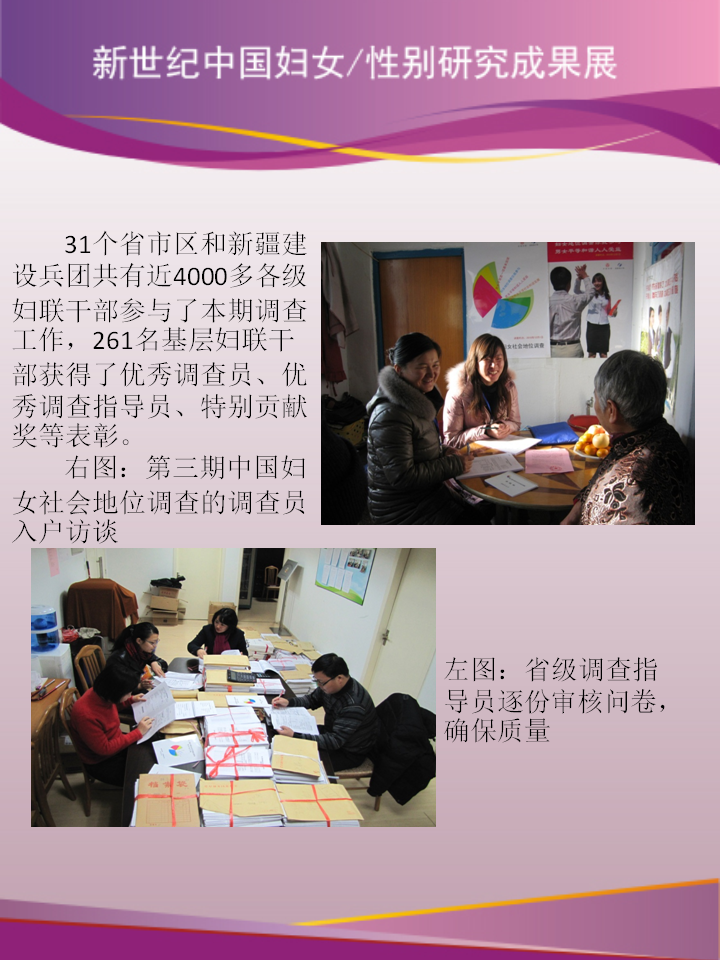 新世纪中国妇女/性别研究成果展
31个省市区和新疆建
设兵团共有近4000多各级
妇联干部参与了本期调查
工作，261名基层妇联干
部获得了优秀调查员、优
秀调查指导员、特别贡献
奖等表彰。
右图：第三期中国妇
女社会地位调查的调查员
入户访谈
左图：省级调查指
导员逐份审核问卷，
确保质量